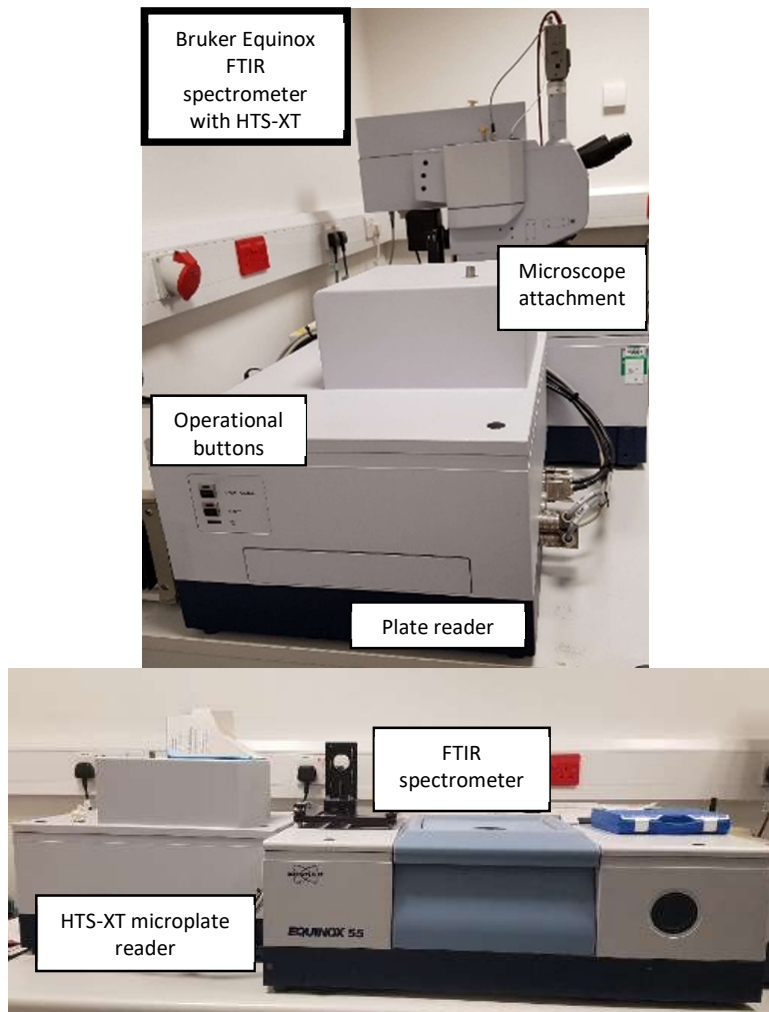 Bruker Equinox
FTIR
spectrometer
with HTS-XT
Microscope
attachment
Operational
buttons
Plate reader
FTIR
spectrometer
HTS-XT microplate
reader
EQUINOX 55